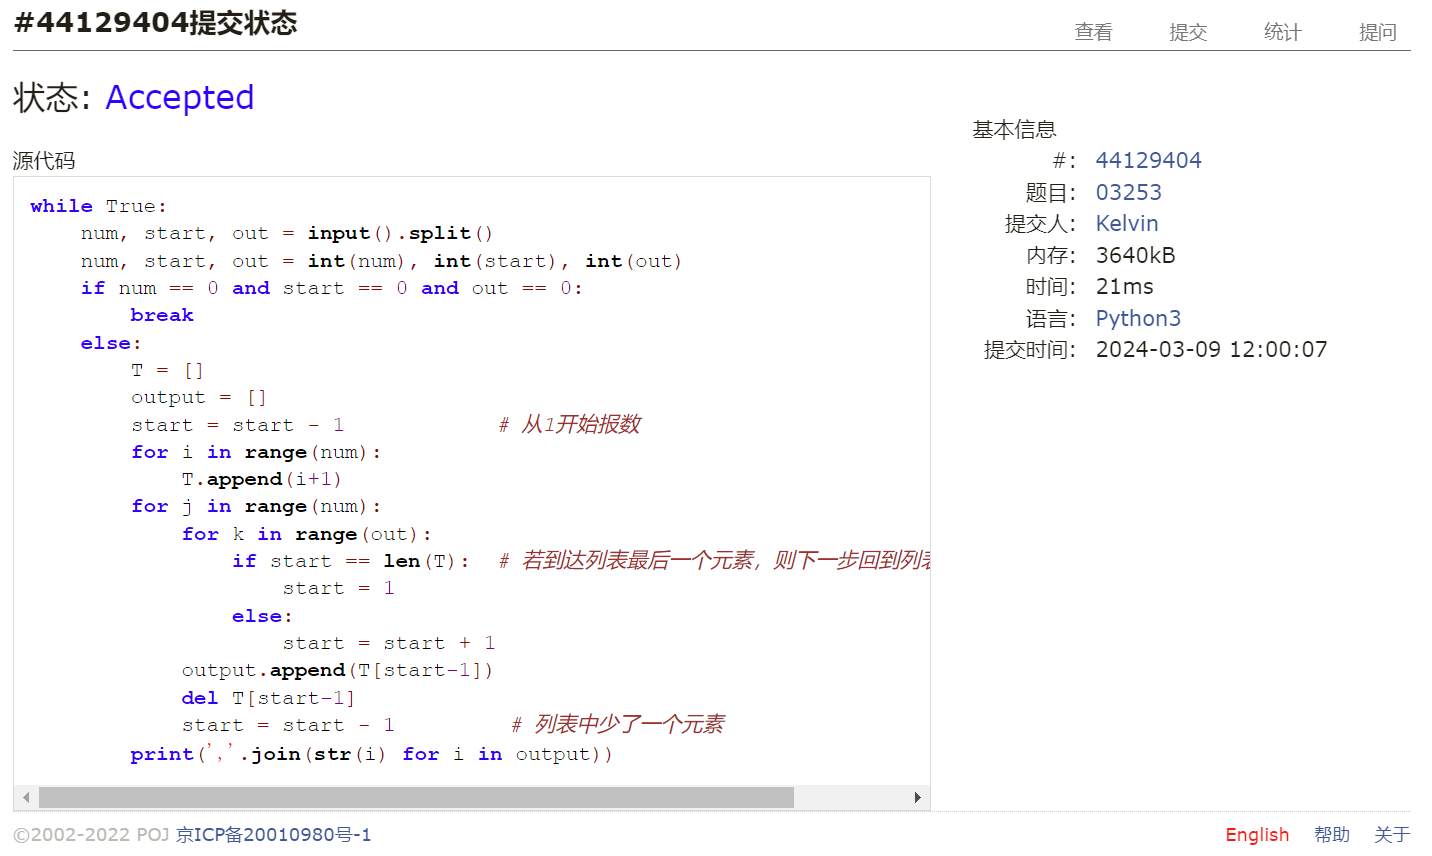 #44129404提交状态
查看 提交 统计 提问
状态: Accepted
源代码
while True:
    num, start, out = input().split()
    num, start, out = int(num), int(start), int(out)
    if num == 0 and start == 0 and out == 0:
        break
    else:
        T = []
        output = []
        start = start - 1            # 从1开始报数
        for i in range(num):
            T.append(i+1)
        for j in range(num):
            for k in range(out):
                if start == len(T):  # 若到达列表最后一个元素，则下一步回到列
                    start = 1
                else:
                    start = start + 1
            output.append(T[start-1])
            del T[start-1]
            start = start - 1         # 列表中少了一个元素
        print(','.join(str(i) for i in output))
基本信息
#: 44129404
题目: 03253
提交人: Kelvin
内存: 3640kB
时间: 21ms
语言: Python3
提交时间: 2024-03-09 12:00:07
©2002-2022 POJ 京ICP备20010980号-1
English 帮助 关于